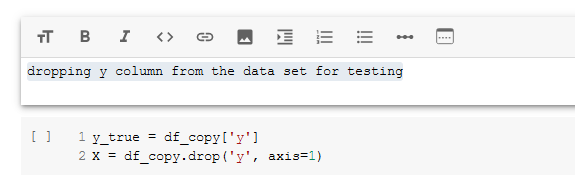 dropping y column from the data set for testing
[ ] 1 y_true = df_copy['y']
2 X = df_copy.drop('y', axis=1)